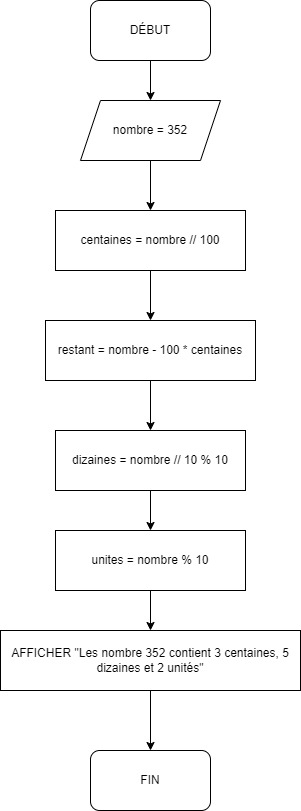 DÉBUT
nombre = 352
centaines = nombre // 100
restant = nombre - 100 * centaines
dizaines = nombre // 10 % 10
unites = nombre % 10
AFFICHER "Les nombre 352 contient 3 centaines, 5
dizaines et 2 unités"
FIN